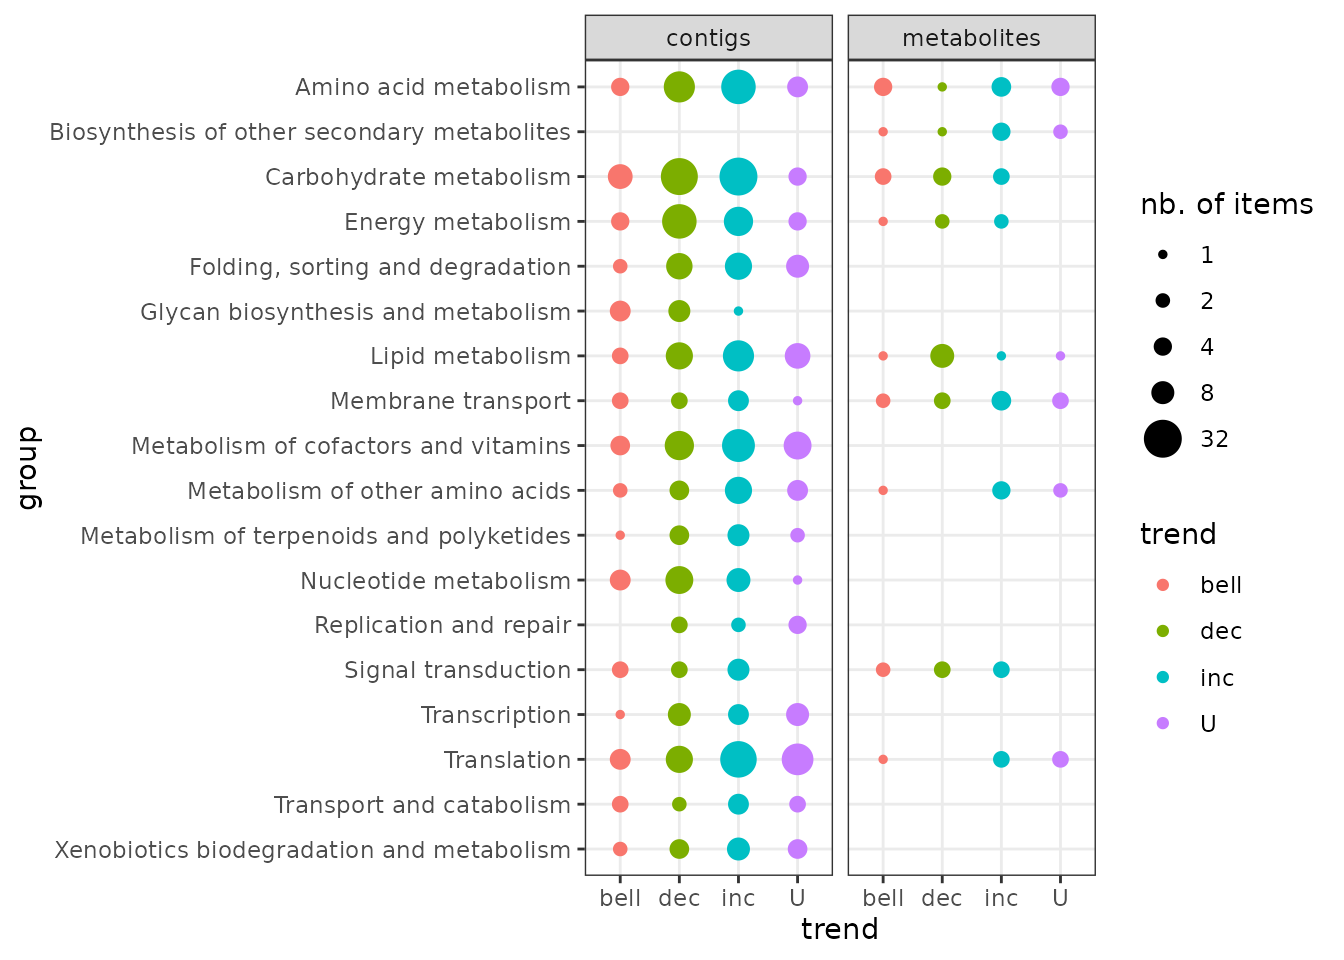 contigs
metabolites
Amino acid metabolism
Biosynthesis of other secondary metabolites
Carbohydrate metabolism
Energy metabolism
Folding, sorting and degradation
Glycan biosynthesis and metabolism
Lipid metabolism
Membrane transport
Metabolism of cofactors and vitamins
Metabolism of other amino acids
Metabolism of terpenoids and polyketides
Nucleotide metabolism
Replication and repair
Signal transduction
Transcription
Translation
Transport and catabolism
Xenobiotics biodegradation and metabolism
group
bell dec inc U
bell dec inc U
trend
nb. of items
1
2
4
8
32
trend
bell
dec
inc
U